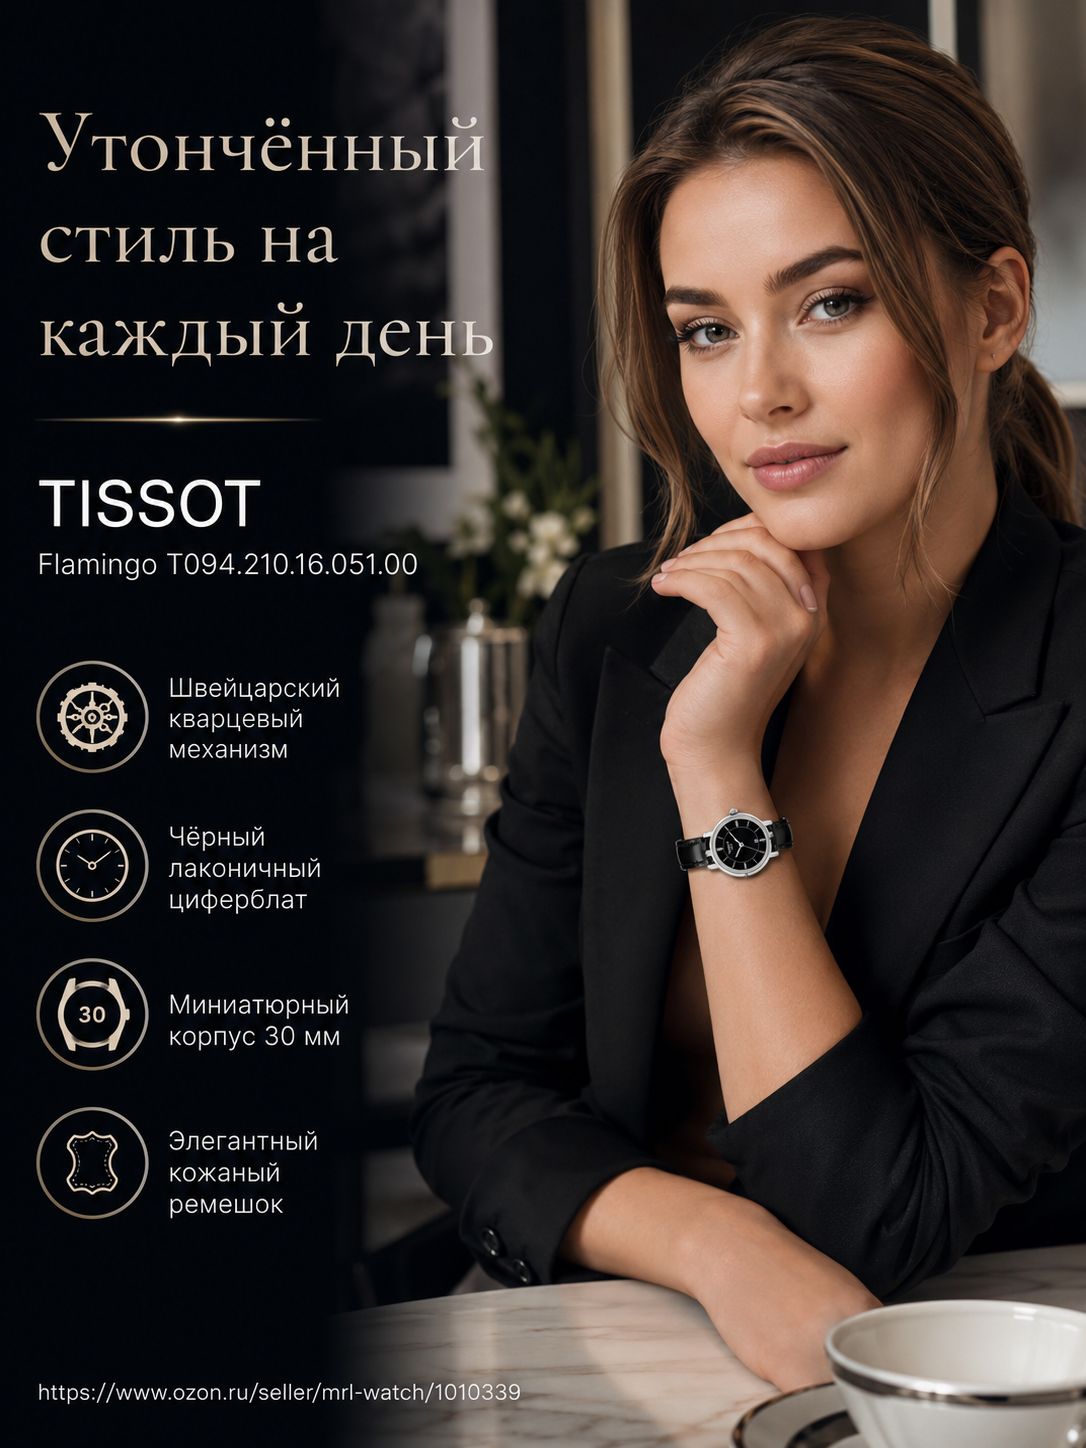 Утончённый
стиль на
каждый день
TISSOT
Flamingo T094.210.16.051.00
Швейцарский
кварцевый
механизм
Чёрный
лаконичный
циферблат
30
Миниатюрный
корпус 30 мм
Элегантный
кожаный
ремешок
https://www.ozon.ru/seller/mrl-watch/1010339